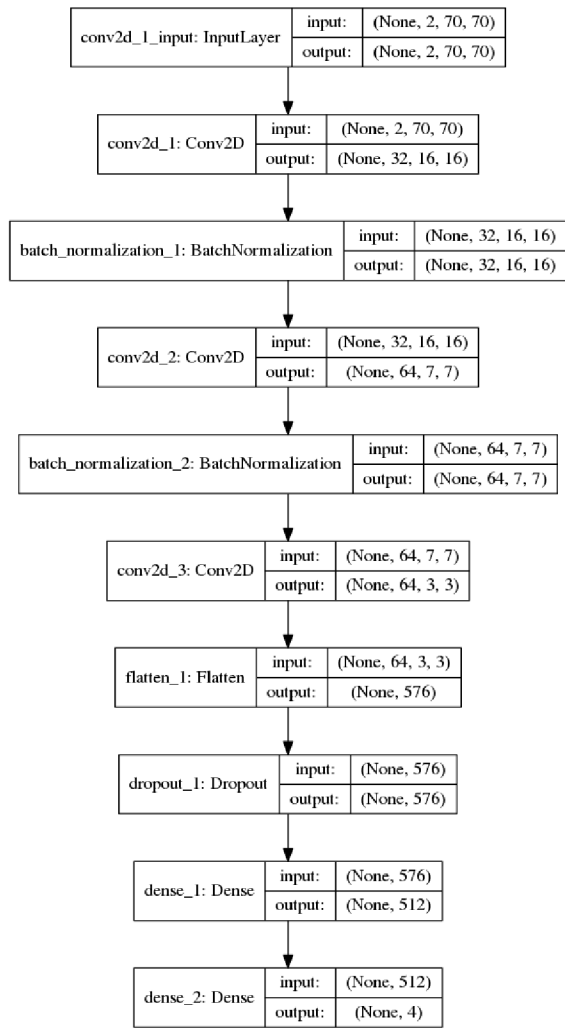 conv2d_1_input: InputLayer
input: (None, 2, 70, 70)
output: (None, 2, 70, 70)
conv2d_1: Conv2D
input: (None, 2, 70, 70)
output: (None, 32, 16, 16)
batch_normalization_1: BatchNormalization
input: (None, 32, 16, 16)
output: (None, 32, 16, 16)
conv2d_2: Conv2D
input: (None, 32, 16, 16)
output: (None, 64, 7, 7)
batch_normalization_2: BatchNormalization
input: (None, 64, 7, 7)
output: (None, 64, 7, 7)
conv2d_3: Conv2D
input: (None, 64, 7, 7)
output: (None, 64, 3, 3)
flatten_1: Flatten
input: (None, 64, 3, 3)
output: (None, 576)
dropout_1: Dropout
input: (None, 576)
output: (None, 576)
dense_1: Dense
input: (None, 576)
output: (None, 512)
dense_2: Dense
input: (None, 512)
output: (None, 4)